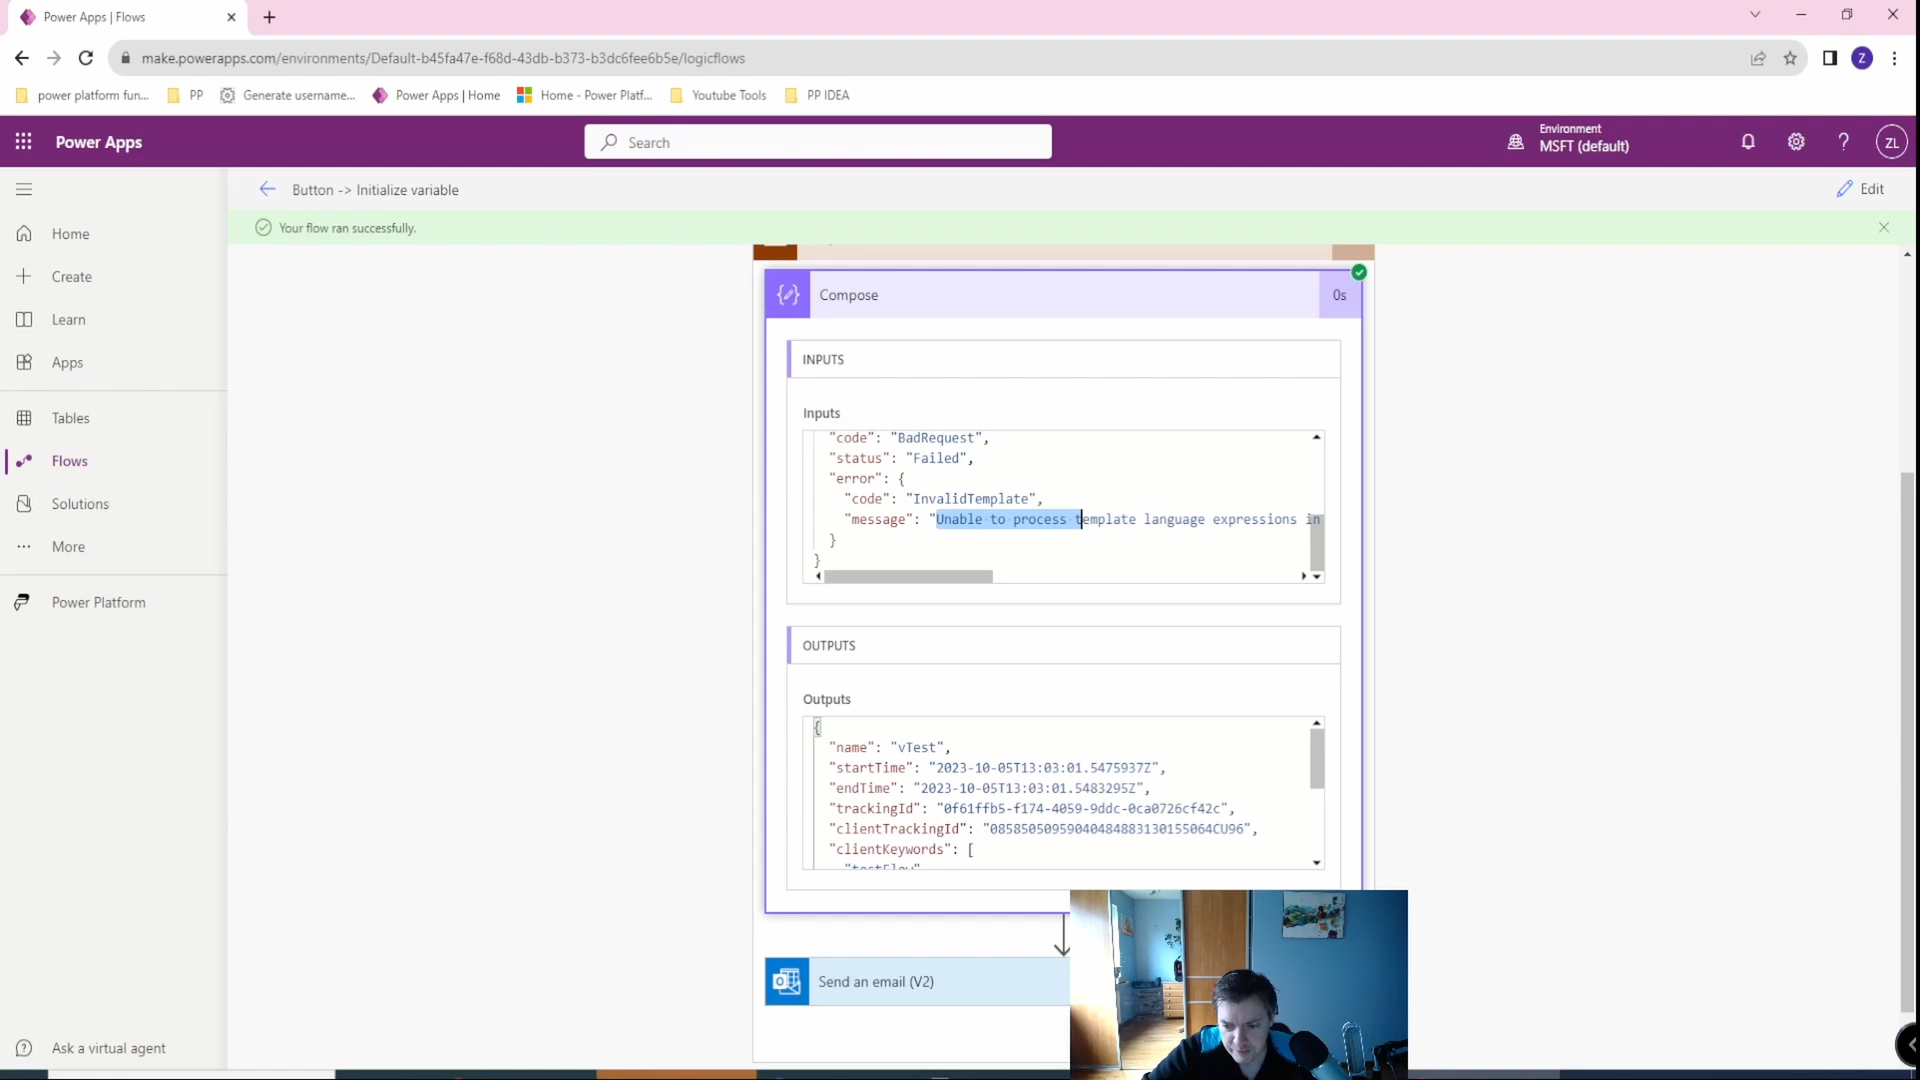 Power Apps | Flows
make.powerapps.com/environments/Default-b45fa47e-f68d-43db-b373-b3dc6fee6b5e/logicflows
Z
power platform fun...
PP
Generate username...
Power Apps | Home
Home - Power Platf...
Youtube Tools
PP IDEA
Power Apps
Search
Environment
MSFT (default)
ZL
Button -> Initialize variable
Edit
Your flow ran successfully.
Home
Create
Learn
Apps
Tables
Flows
Solutions
More
Power Platform
Ask a virtual agent
Compose
0s
INPUTS
Inputs
"code": "BadRequest",
"status": "Failed",
"error": {
"code": "InvalidTemplate",
"message": "Unable to process template language expressions in
}
}
OUTPUTS
Outputs
{
"name": "vTest",
"startTime": "2023-10-05T13:03:01.5475937Z",
"endTime": "2023-10-05T13:03:01.5483295Z",
"trackingId": "0f61ffb5-f174-4059-9ddc-0ca0726cf42c",
"clientTrackingId": "08585050959040484883130155064CU96",
"clientKeywords": [
"testFlow"
Send an email (V2)